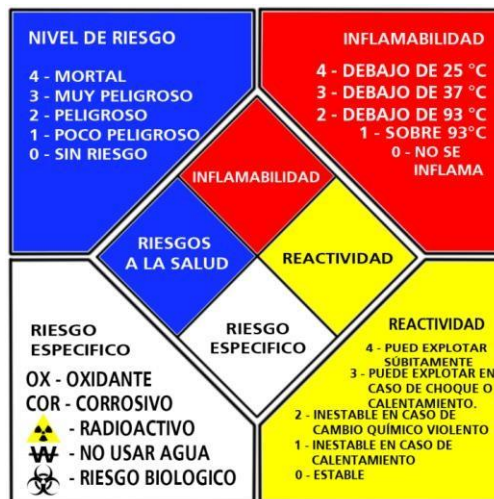 NIVEL DE RIESGO
4 - MORTAL
3 - MUY PELIGROSO
2 - PELIGROSO
1 - POCO PELIGROSO
0 - SIN RIESGO
INFLAMABILIDAD
4 - DEBAJO DE 25 °C
3 - DEBAJO DE 37 °C
2 - DEBAJO DE 93 °C
1 - SOBRE 93°C
0 - NO SE
INFLAMA
INFLAMABILIDAD
RIESGOS
A LA SALUD
REACTIVIDAD
RIESGO
ESPECIFICO
RIESGO
ESPECIFICO
OX - OXIDANTE
COR - CORROSIVO
- RADIOACTIVO
W - NO USAR AGUA
- RIESGO BIOLOGICO
REACTIVIDAD
4 - PUED EXPLOTAR
SÚBITAMENTE
3 - PUEDE EXPLOTAR EN
CASO DE CHOQUE O
CALENTAMIENTO.
2 - INESTABLE EN CASO DE
CAMBIO QUÍMICO VIOLENTO
1 - INESTABLE EN CASO DE
CALENTAMIENTO
0 - ESTABLE